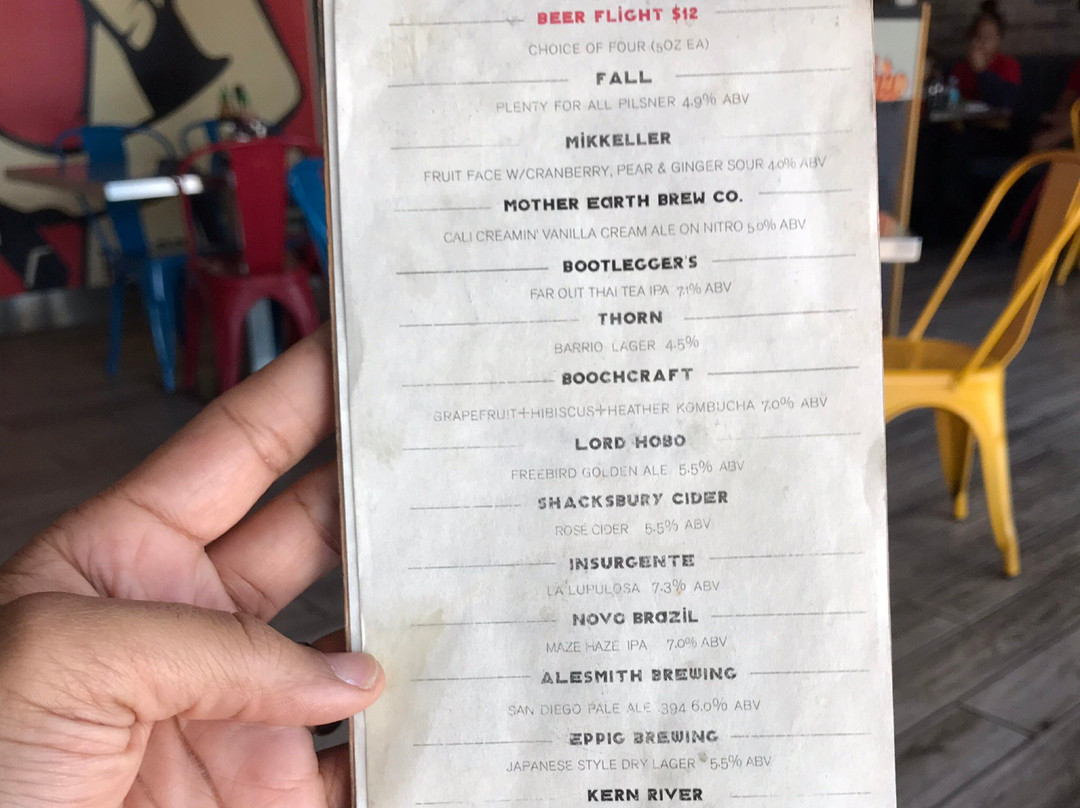 BEER FLIGHT $12
CHOICE OF FOUR (5OZ EA)
FALL
PLENTY FOR ALL PILSNER 4.9% ABV
MIKKELLER
FRUIT FACE W/CRANBERRY, PEAR & GINGER SOUR 4.0% ABV
MOTHER EARTH BREW CO.
CALI CREAMIN' VANILLA CREAM ALE ON NITRO 5.0% ABV
BOOTLEGGER'S
FAR OUT THAI TEA IPA 7.1% ABV
THORN
BARRIO LAGER 4.5%
BOOCHCRAFT
GRAPEFRUIT+HIBISCUS+HEATHER KOMBUCHA 7.0% ABV
LORD HOBO
FREEBIRD GOLDEN ALE 5.5% ABV
SHACKSBURY CIDER
ROSÉ CIDER 5.5% ABV
INSURGENTE
LA LUPULOSA 7.3% ABV
NOVO BRAZIL
MAZE HAZE IPA 7.0% ABV
ALESMITH BREWING
SAN DIEGO PALE ALE .394 6.0% ABV
EPPIG BREWING
JAPANESE STYLE DRY LAGER 5.5% ABV
KERN RIVER